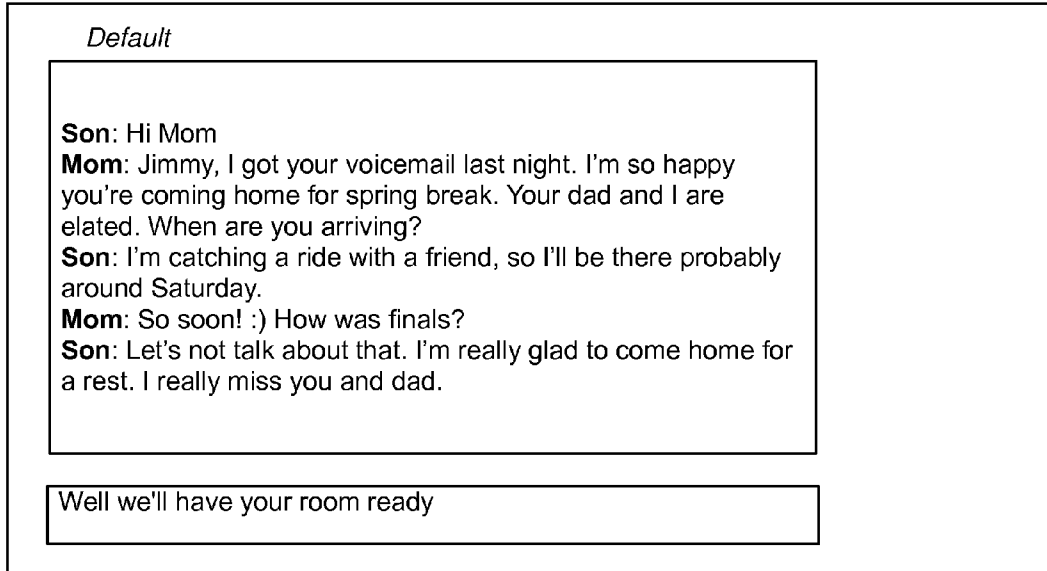 Default
Son: Hi Mom
Mom: Jimmy, I got your voicemail last night. I'm so happy
you're coming home for spring break. Your dad and I are
elated. When are you arriving?
Son: I'm catching a ride with a friend, so I'll be there probably
around Saturday.
Mom: So soon! :) How was finals?
Son: Let's not talk about that. I'm really glad to come home for
a rest. I really miss you and dad.
Well we'll have your room ready